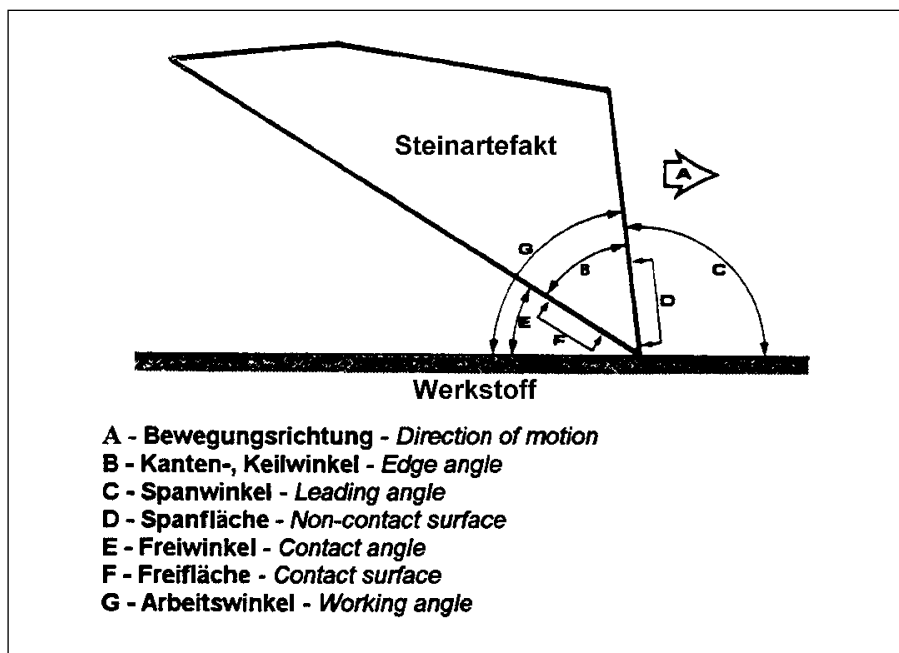 Steinartefakt
A
G
B
C
D
E
F
Werkstoff
A - Bewegungsrichtung - Direction of motion
B - Kanten-, Keilwinkel - Edge angle
C - Spanwinkel - Leading angle
D - Spanfläche - Non-contact surface
E - Freiwinkel - Contact angle
F - Freifläche - Contact surface
G - Arbeitswinkel - Working angle